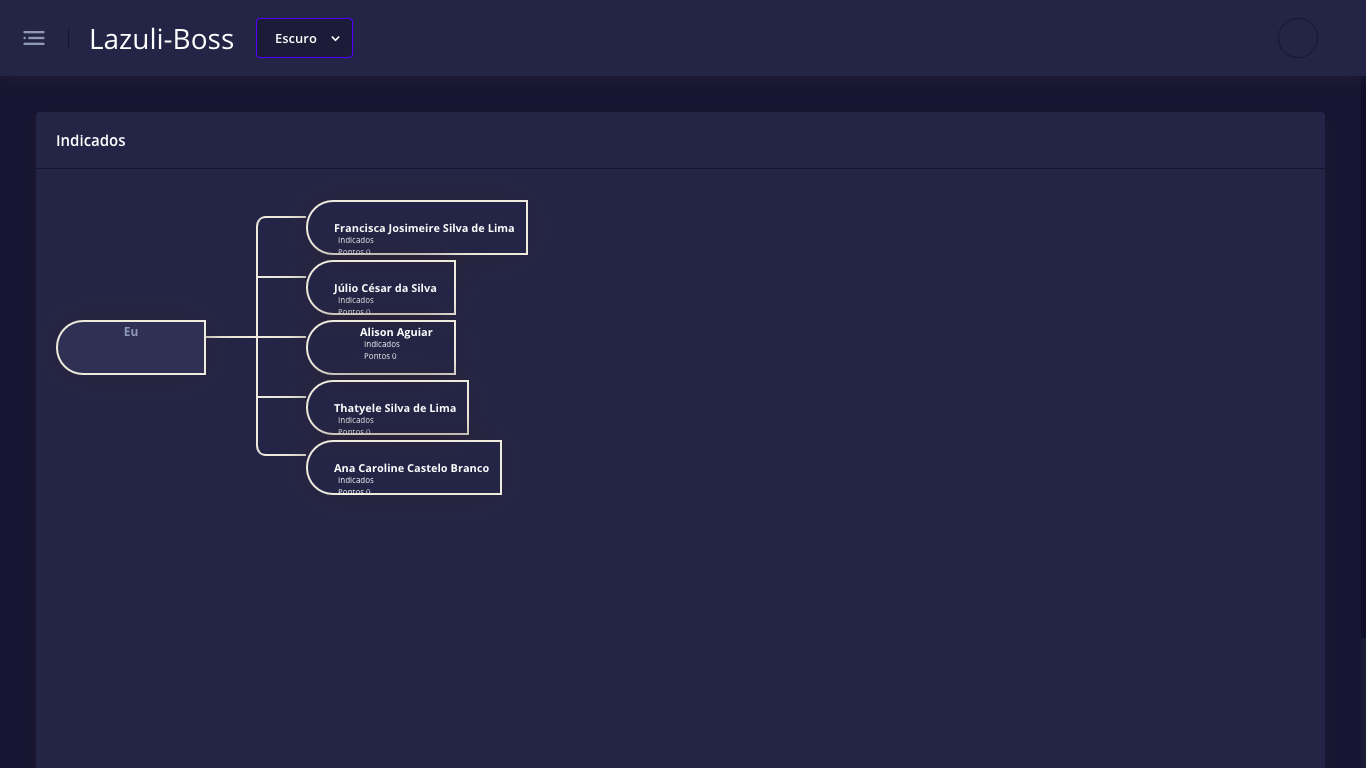 Lazuli-Boss
Escuro
Indicados
Francisca Josimeire Silva de Lima
Indicados
Pontos 0
Júlio César da Silva
Indicados
Pontos 0
Eu
Alison Aguiar
Indicados
Pontos 0
Thatyele Silva de Lima
Indicados
Pontos 0
Ana Caroline Castelo Branco
Indicados
Pontos 0